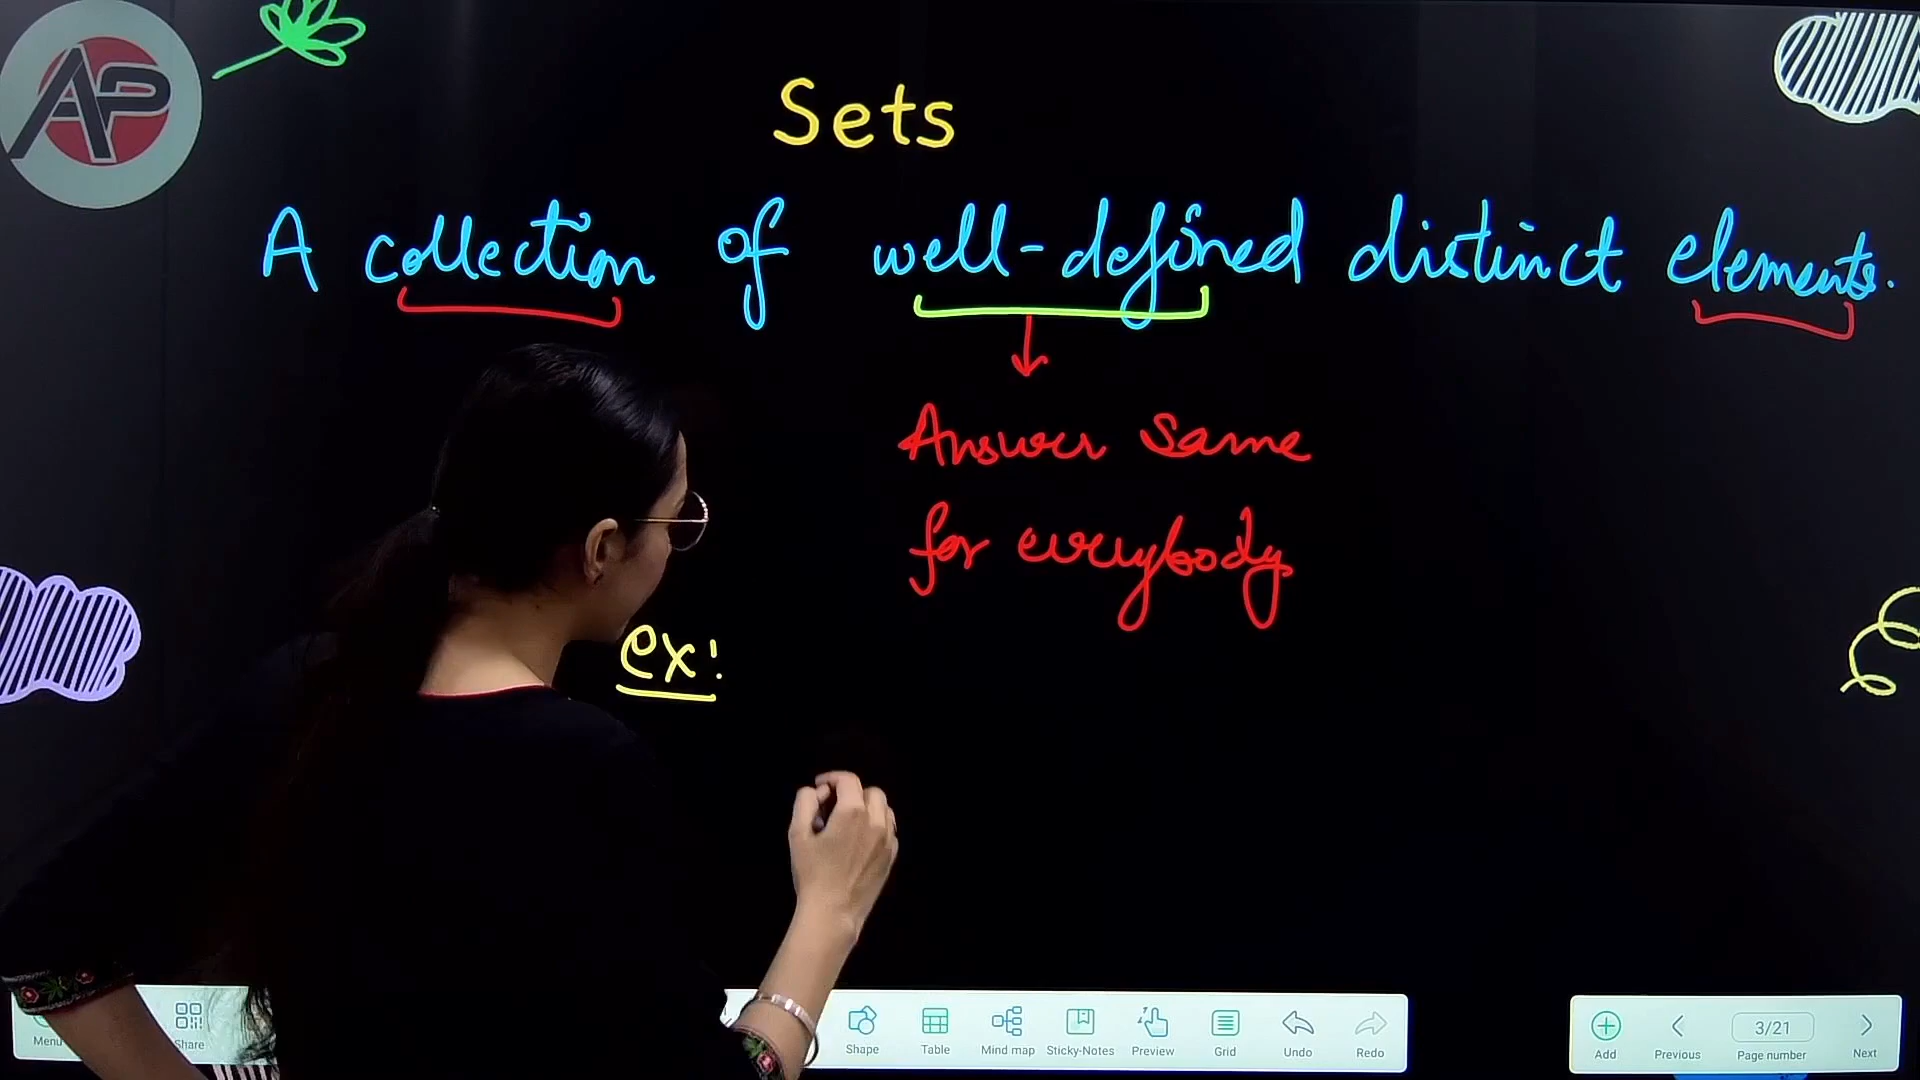 AP
Sets
A collection of well-defined distinct elements.
Answer same
for everybody
ex:
Menu
Share
Shape
Table
Mind map
Sticky-Notes
Preview
Grid
Undo
Redo
Add
Previous
3/21
Page number
Next